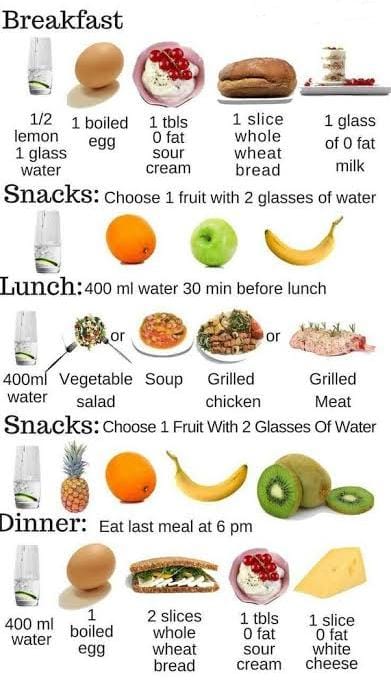 Breakfast
1/2 lemon 1 glass water
1 boiled egg
1 tbls 0 fat sour cream
1 slice whole wheat bread
1 glass of 0 fat milk
Snacks: Choose 1 fruit with 2 glasses of water
Lunch: 400 ml water 30 min before lunch
or
or
400ml water
Vegetable salad
Soup
Grilled chicken
Grilled Meat
Snacks: Choose 1 Fruit With 2 Glasses Of Water
Dinner: Eat last meal at 6 pm
400 ml water
1 boiled egg
2 slices whole wheat bread
1 tbls 0 fat sour cream
1 slice 0 fat white cheese